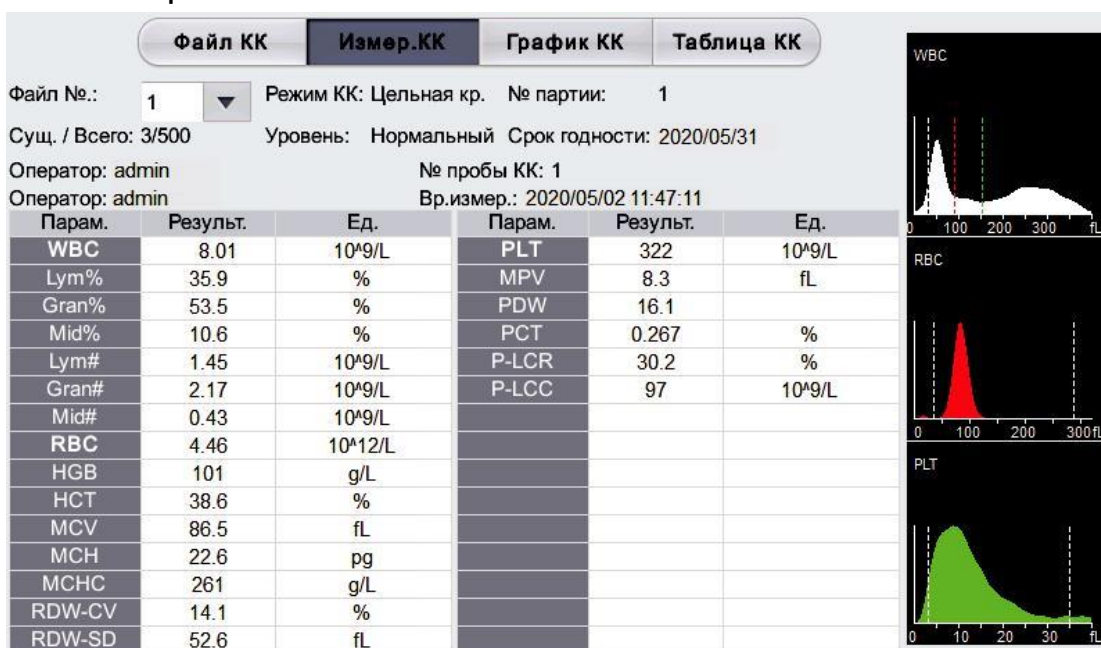 Файл КК Измер.КК График КК Таблица КК
Файл №.: 1 Режим КК: Цельная кр. № партии: 1
Сущ. / Всего: 3/500 Уровень: Нормальный Срок годности: 2020/05/31
Оператор: admin № пробы КК: 1
Оператор: admin Вр.измер.: 2020/05/02 11:47:11
Парам. Результ. Ед. Парам. Результ. Ед.
WBC 8.01 10^9/L PLT 322 10^9/L
Lym% 35.9 % MPV 8.3 fL
Gran% 53.5 % PDW 16.1
Mid% 10.6 % PCT 0.267 %
Lym# 1.45 10^9/L P-LCR 30.2 %
Gran# 2.17 10^9/L P-LCC 97 10^9/L
Mid# 0.43 10^9/L
RBC 4.46 10^12/L
HGB 101 g/L
HCT 38.6 %
MCV 86.5 fL
MCH 22.6 pg
MCHC 261 g/L
RDW-CV 14.1 %
RDW-SD 52.6 fL
WBC
0 100 200 300 fL
RBC
0 100 200 300 fL
PLT
0 10 20 30 fL